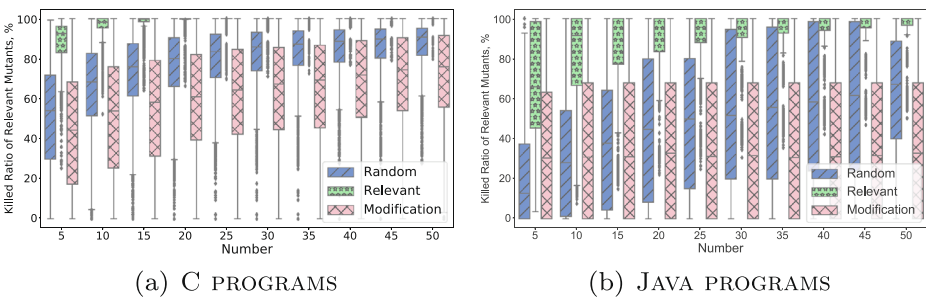 Killed Ratio of Relevant Mutants, %
100
80
60
40
20
0
Random
Relevant
Modification
5 10 15 20 25 30 35 40 45 50
Number
(a) C PROGRAMS
Killed Ratio of Relevant Mutants, %
100
80
60
40
20
0
Random
Relevant
Modification
5 10 15 20 25 30 35 40 45 50
Number
(b) JAVA PROGRAMS